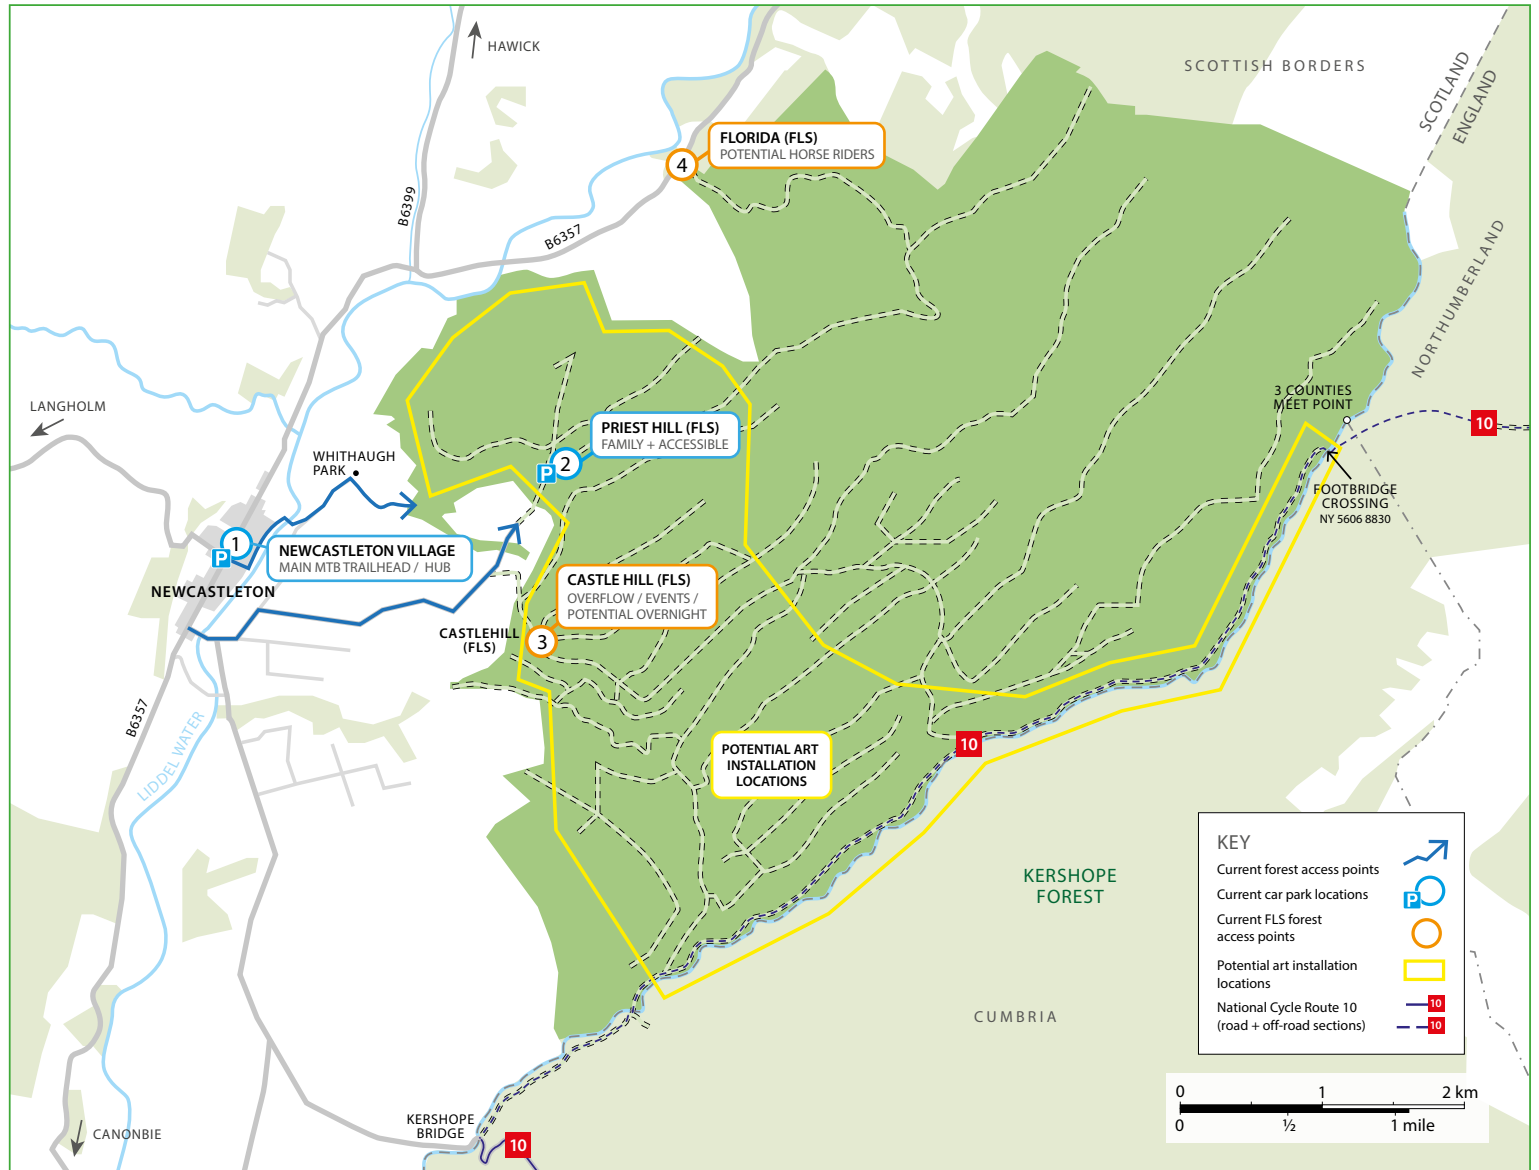 HAWICK
SCOTTISH BORDERS
SCOTLAND
ENGLAND
4
FLORIDA (FLS)
POTENTIAL HORSE RIDERS
B6399
B6357
NORTHUMBERLAND
LANGHOLM
3 COUNTIES
MEET POINT
10
PRIEST HILL (FLS)
FAMILY + ACCESSIBLE
P
2
WHITHAUGH
PARK
FOOTBRIDGE
CROSSING
NY 5606 8830
1
P
NEWCASTLETON VILLAGE
MAIN MTB TRAILHEAD / HUB
NEWCASTLETON
CASTLE HILL (FLS)
OVERFLOW / EVENTS /
POTENTIAL OVERNIGHT
CASTLEHILL
(FLS)
3
B6357
LIDDEL WATER
10
POTENTIAL ART
INSTALLATION
LOCATIONS
KERSHOPE
FOREST
CUMBRIA
KEY
Current forest access points
Current car park locations
P
Current FLS forest
access points
Potential art installation
locations
National Cycle Route 10
10
(road + off-road sections)
10
0 1 2 km
0 ½ 1 mile
KERSHOPE
BRIDGE
10
CANONBIE